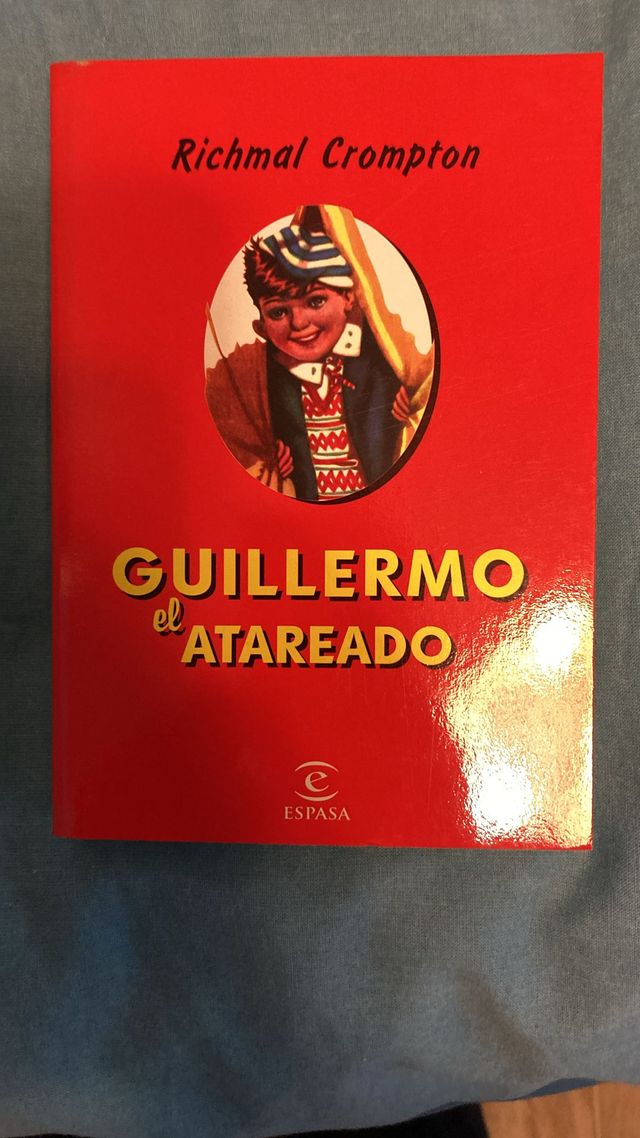 Richmal Crompton
GUILLERMO
el
ATAREADO
e
ESPASA